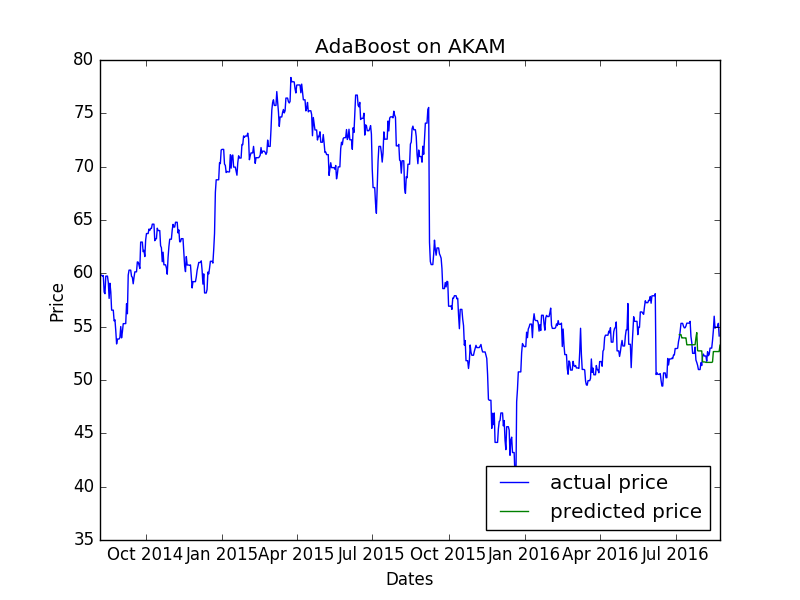 AdaBoost on AKAM
80
75
70
65
60
55
50
45
40
35
Price
actual price
predicted price
Oct 2014 Jan 2015 Apr 2015 Jul 2015 Oct 2015 Jan 2016 Apr 2016 Jul 2016
Dates